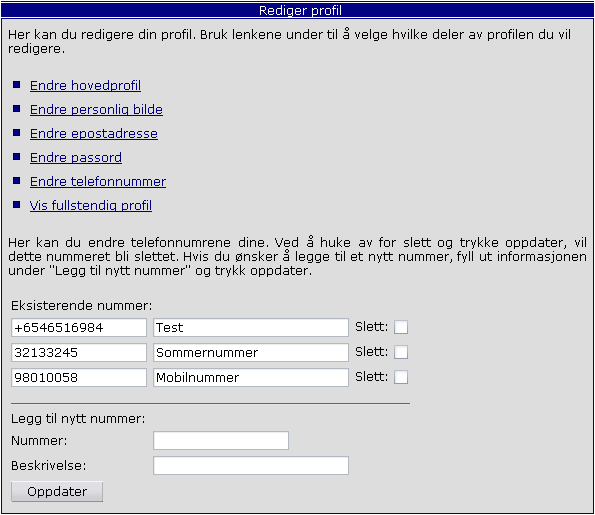 Rediger profil
Her kan du redigere din profil. Bruk lenkene under til å velge hvilke deler av profilen du vil
redigere.
Endre hovedprofil
Endre personlig bilde
Endre epostadresse
Endre passord
Endre telefonnummer
Vis fullstendig profil
Her kan du endre telefonnumrene dine. Ved å huke av for slett og trykke oppdater, vil
dette nummeret bli slettet. Hvis du ønsker å legge til et nytt nummer, fyll ut informasjonen
under "Legg til nytt nummer" og trykk oppdater.
Eksisterende nummer:
+6546516984 Test Slett:
32133245 Sommernummer Slett:
98010058 Mobilnummer Slett:
Legg til nytt nummer:
Nummer:
Beskrivelse:
Oppdater